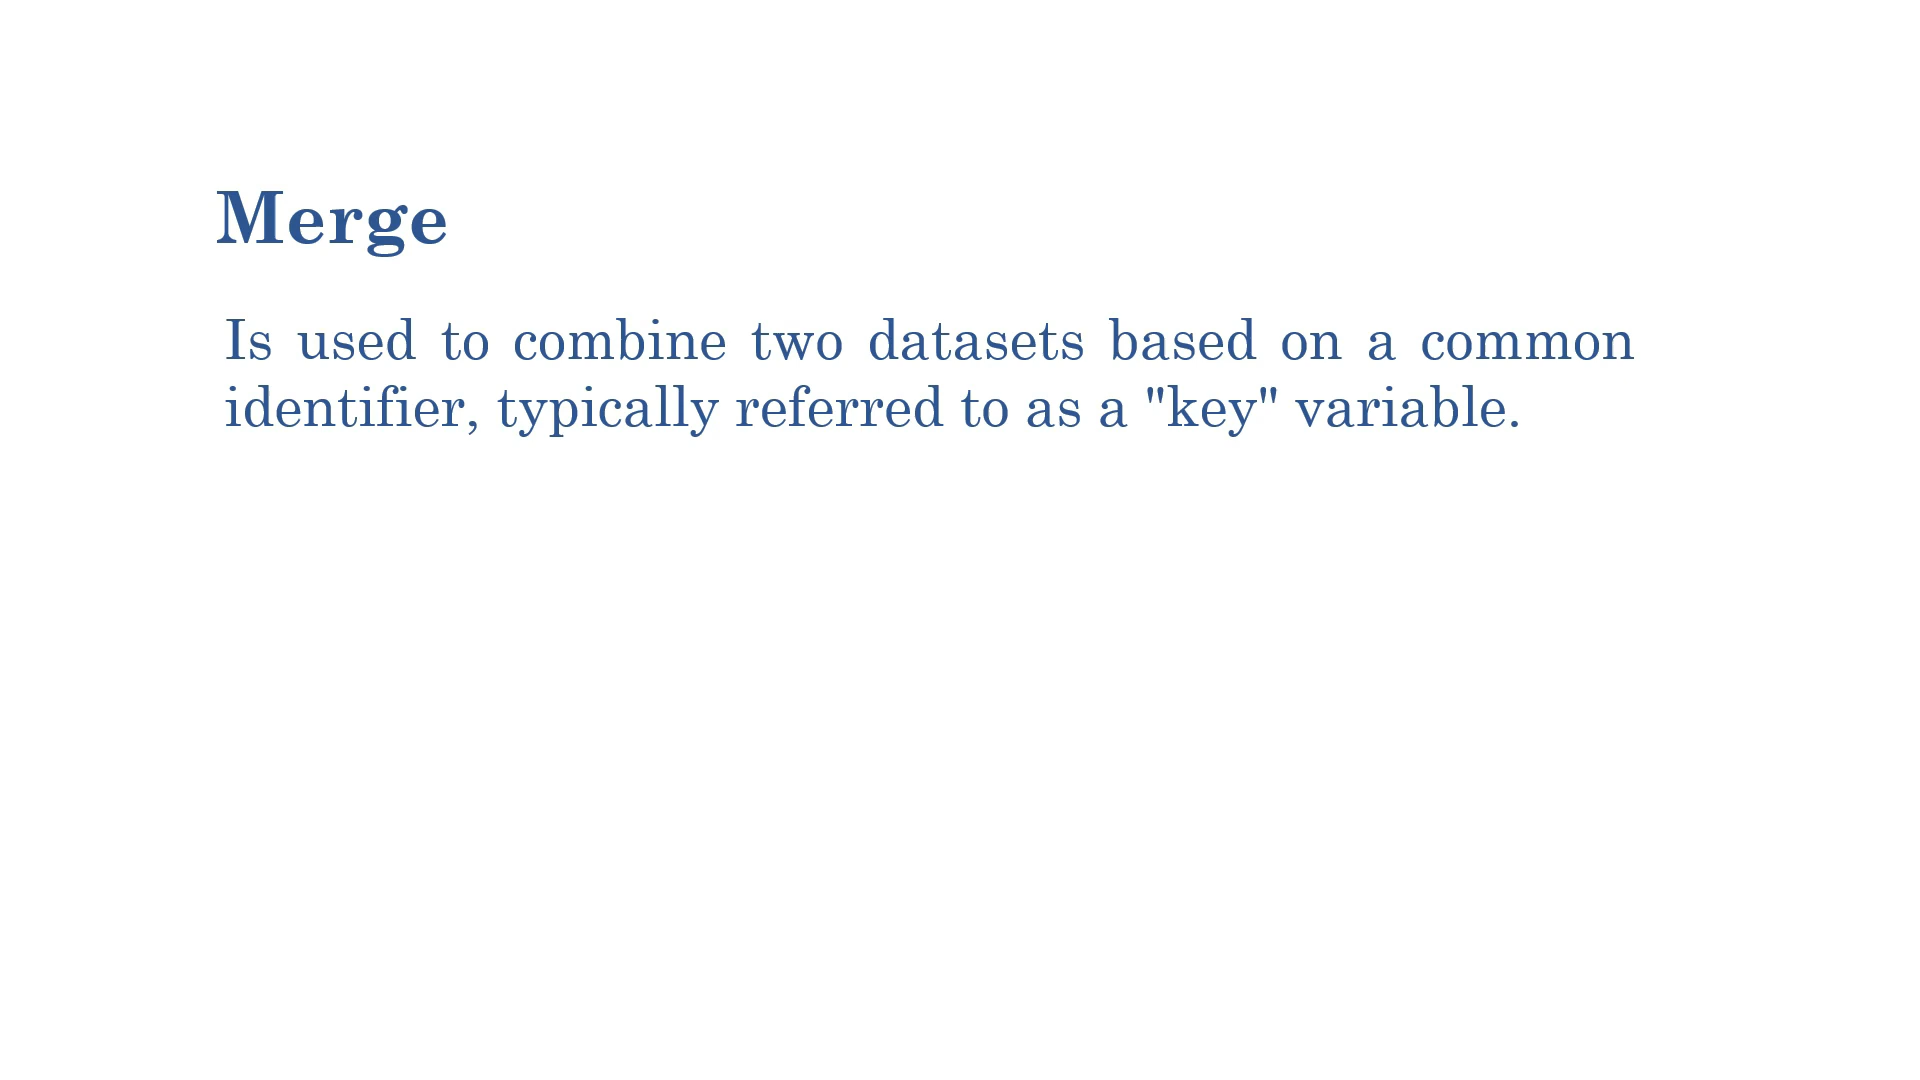 Merge
Is used to combine two datasets based on a common
identifier, typically referred to as a "key" variable.